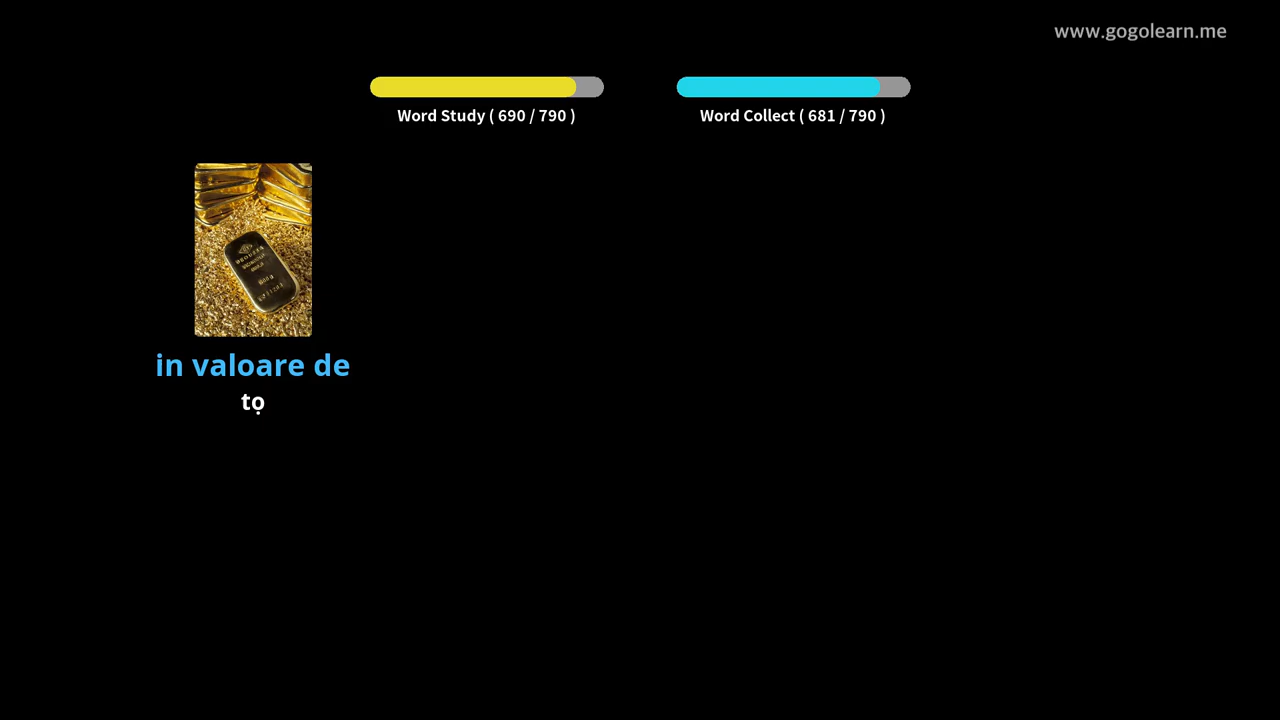 www.gogolearn.me
Word Study ( 690 / 790 )
Word Collect ( 681 / 790 )
in valoare de
tọ